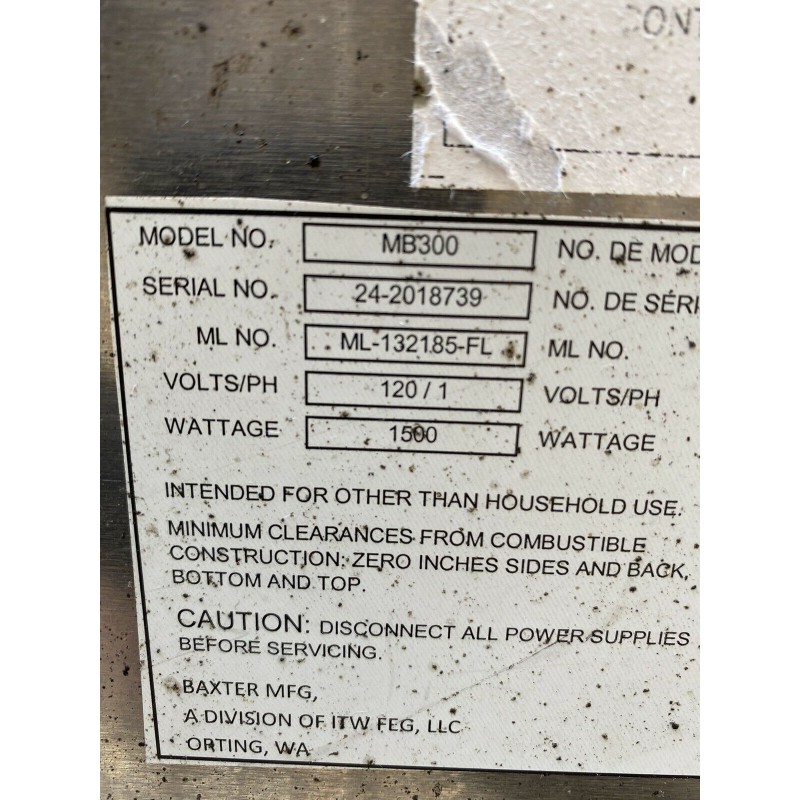 MODEL NO. MB300 NO. DE MOD
SERIAL NO. 24-2018739 NO. DE SÉRI
ML NO. ML-132185-FL ML NO.
VOLTS/PH 120 / 1 VOLTS/PH
WATTAGE 1500 WATTAGE
INTENDED FOR OTHER THAN HOUSEHOLD USE.
MINIMUM CLEARANCES FROM COMBUSTIBLE
CONSTRUCTION: ZERO INCHES SIDES AND BACK,
BOTTOM AND TOP.
CAUTION: DISCONNECT ALL POWER SUPPLIES
BEFORE SERVICING.
BAXTER MFG,
A DIVISION OF ITW FEG, LLC
ORTING, WA